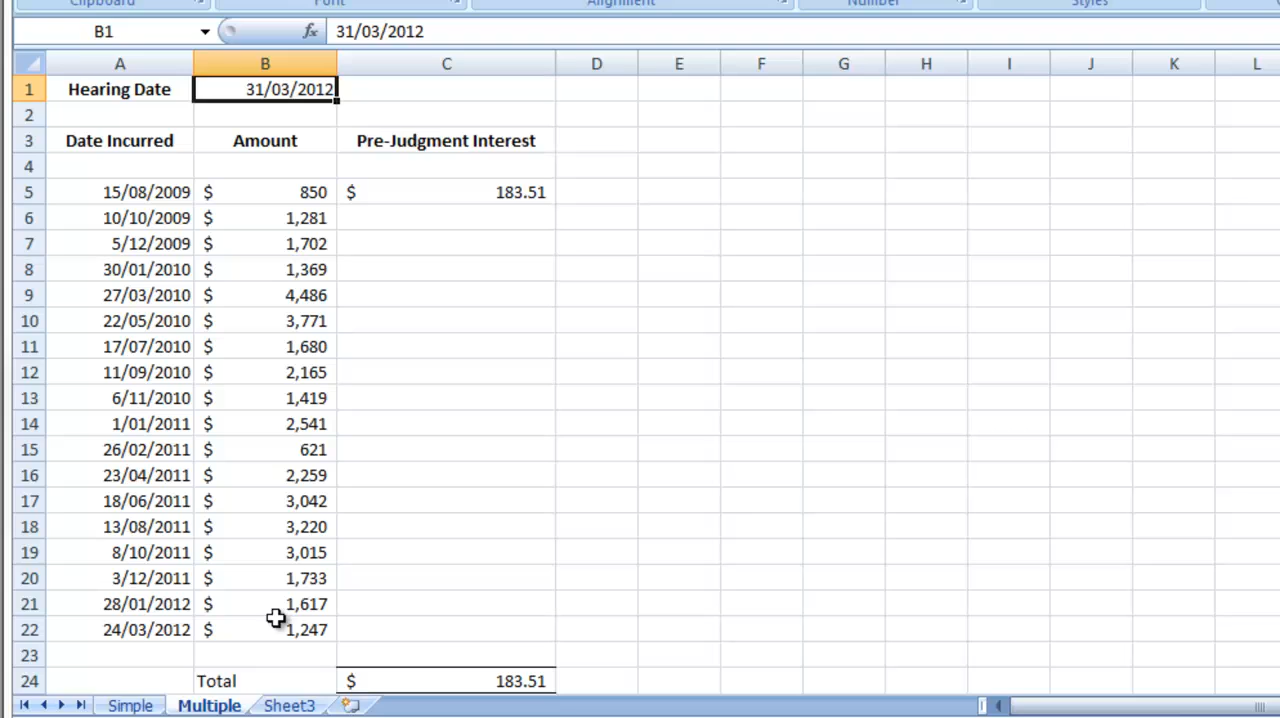 Clipboard Font Alignment Number Styles
B1 fx 31/03/2012
A B C D E F G H I J K L
1 Hearing Date 31/03/2012
2
3 Date Incurred Amount Pre-Judgment Interest
4
5 15/08/2009 $ 850 $ 183.51
6 10/10/2009 $ 1,281
7 5/12/2009 $ 1,702
8 30/01/2010 $ 1,369
9 27/03/2010 $ 4,486
10 22/05/2010 $ 3,771
11 17/07/2010 $ 1,680
12 11/09/2010 $ 2,165
13 6/11/2010 $ 1,419
14 1/01/2011 $ 2,541
15 26/02/2011 $ 621
16 23/04/2011 $ 2,259
17 18/06/2011 $ 3,042
18 13/08/2011 $ 3,220
19 8/10/2011 $ 3,015
20 3/12/2011 $ 1,733
21 28/01/2012 $ 1,617
22 24/03/2012 $ 1,247
23
24 Total $ 183.51
Simple Multiple Sheet3